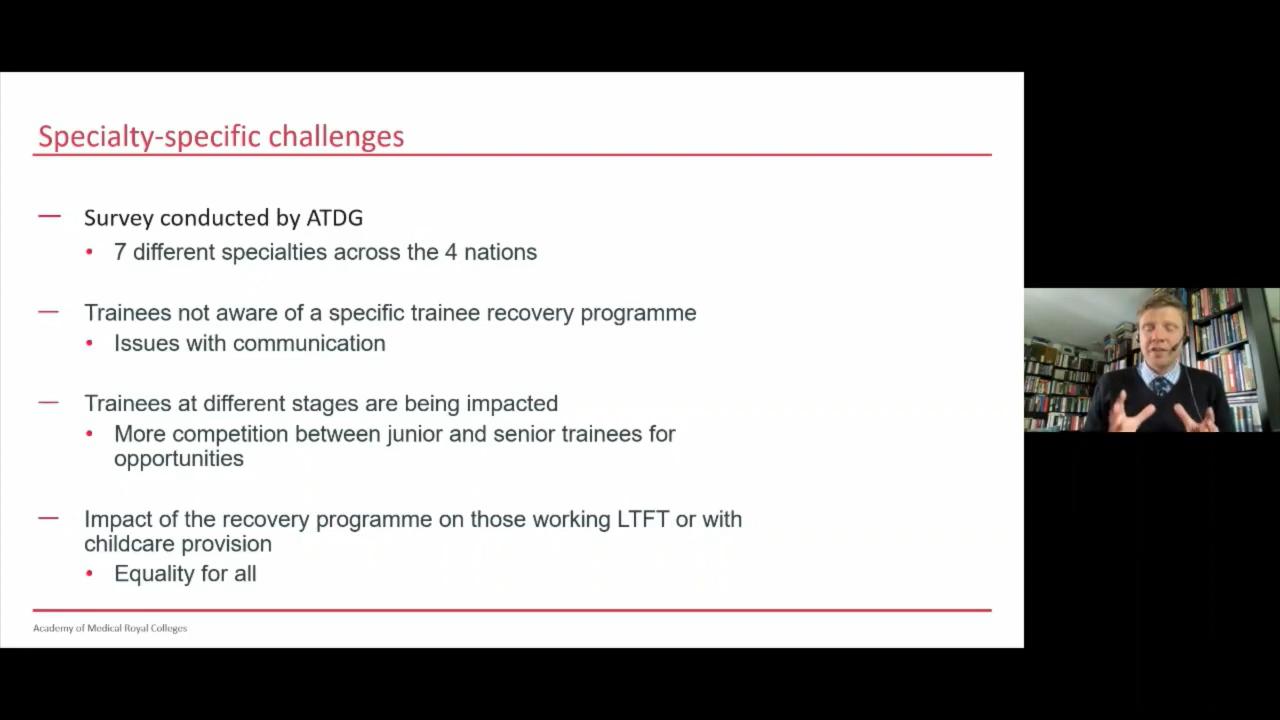 Specialty-specific challenges
— Survey conducted by ATDG
• 7 different specialties across the 4 nations
— Trainees not aware of a specific trainee recovery programme
• Issues with communication
— Trainees at different stages are being impacted
• More competition between junior and senior trainees for
opportunities
— Impact of the recovery programme on those working LTFT or with
childcare provision
• Equality for all
Academy of Medical Royal Colleges